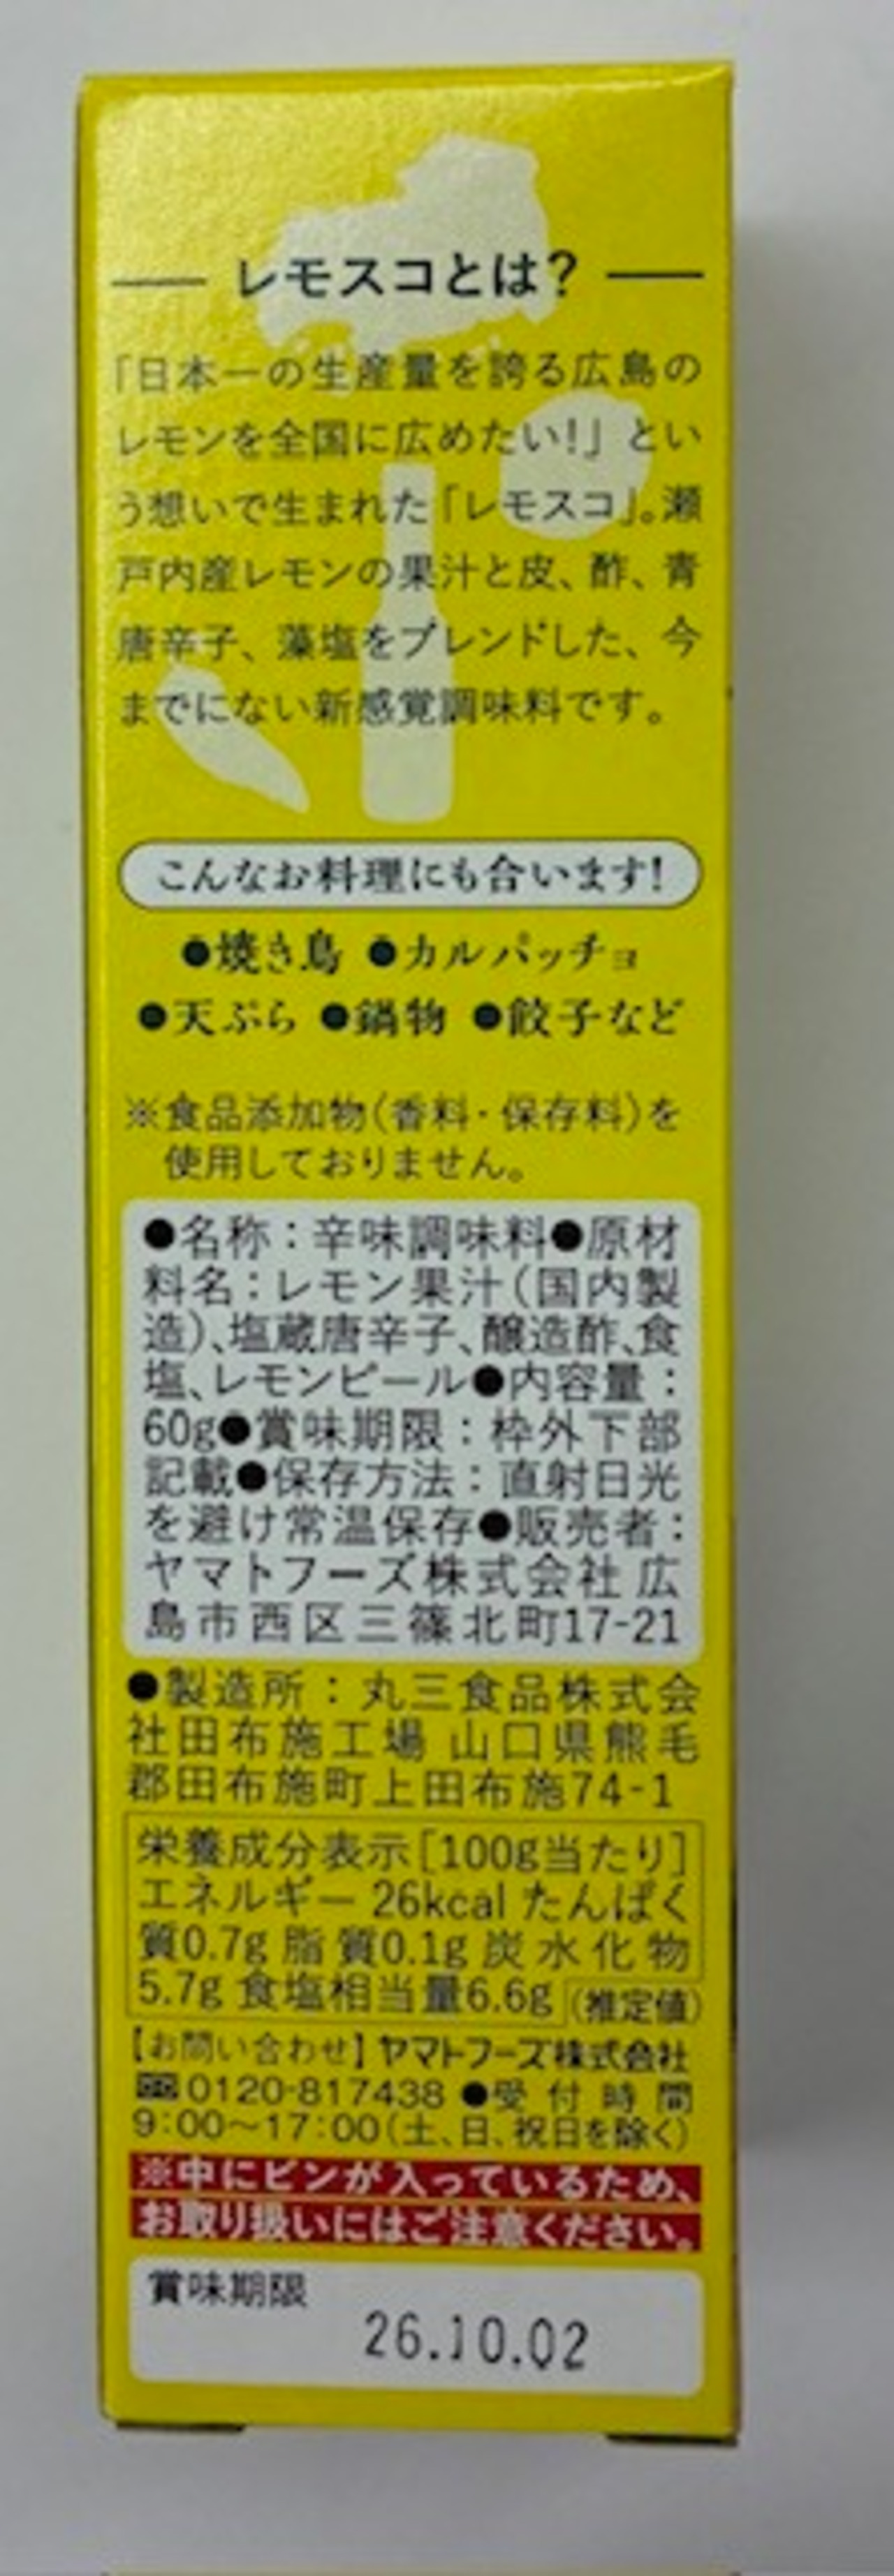 レモスコとは?
「日本一の生産量を誇る広島の
レモンを全国に広めたい!」とい
う想いで生まれた「レモスコ」。瀬
戸内産レモンの果汁と皮、酢、青
唐辛子、藻塩をブレンドした、今
までにない新感覚調味料です。
こんなお料理にも合います!
●焼き鳥 ●カルパッチョ
●天ぷら ●鍋物 ●餃子など
※食品添加物(香料・保存料)を
使用しておりません。
●名称:辛味調味料●原材
料名:レモン果汁(国内製
造)、塩蔵唐辛子、醸造酢、食
塩、レモンピール●内容量:
60g●賞味期限:枠外下部
記載●保存方法:直射日光
を避け常温保存●販売者:
ヤマトフーズ株式会社 広
島市西区三篠北町17-21
●製造所:丸三食品株式会
社田布施工場 山口県熊毛
郡田布施町上田布施74-1
栄養成分表示[100g当たり]
エネルギー 26kcal たんぱく
質0.7g 脂質0.1g 炭水化物
5.7g 食塩相当量6.6g (推定値)
【お問い合わせ】ヤマトフーズ株式会社
0120-817438 ●受付時間
9:00~17:00(土、日、祝日を除く)
※中にビンが入っているため、
お取り扱いにはご注意ください。
賞味期限
26.10.02